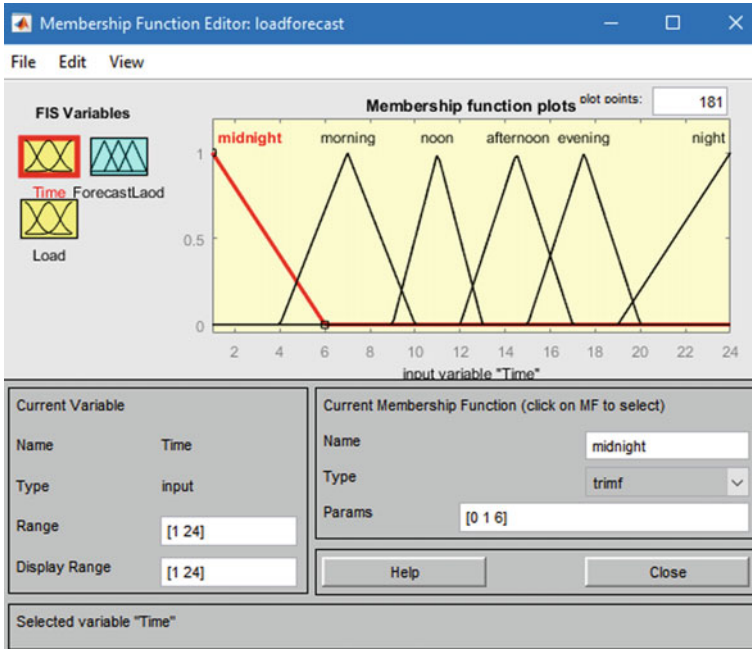 Membership Function Editor: loadforecast
File Edit View
FIS Variables
Membership function plots plot points: 181
midnight morning noon afternoon evening night
1
0.5
0
Time ForecastLaod
Load
2 4 6 8 10 12 14 16 18 20 22 24
input variable "Time"
Current Variable
Name Time
Type input
Range [1 24]
Display Range [1 24]
Current Membership Function (click on MF to select)
Name midnight
Type trimf
Params [0 1 6]
Help Close
Selected variable "Time"